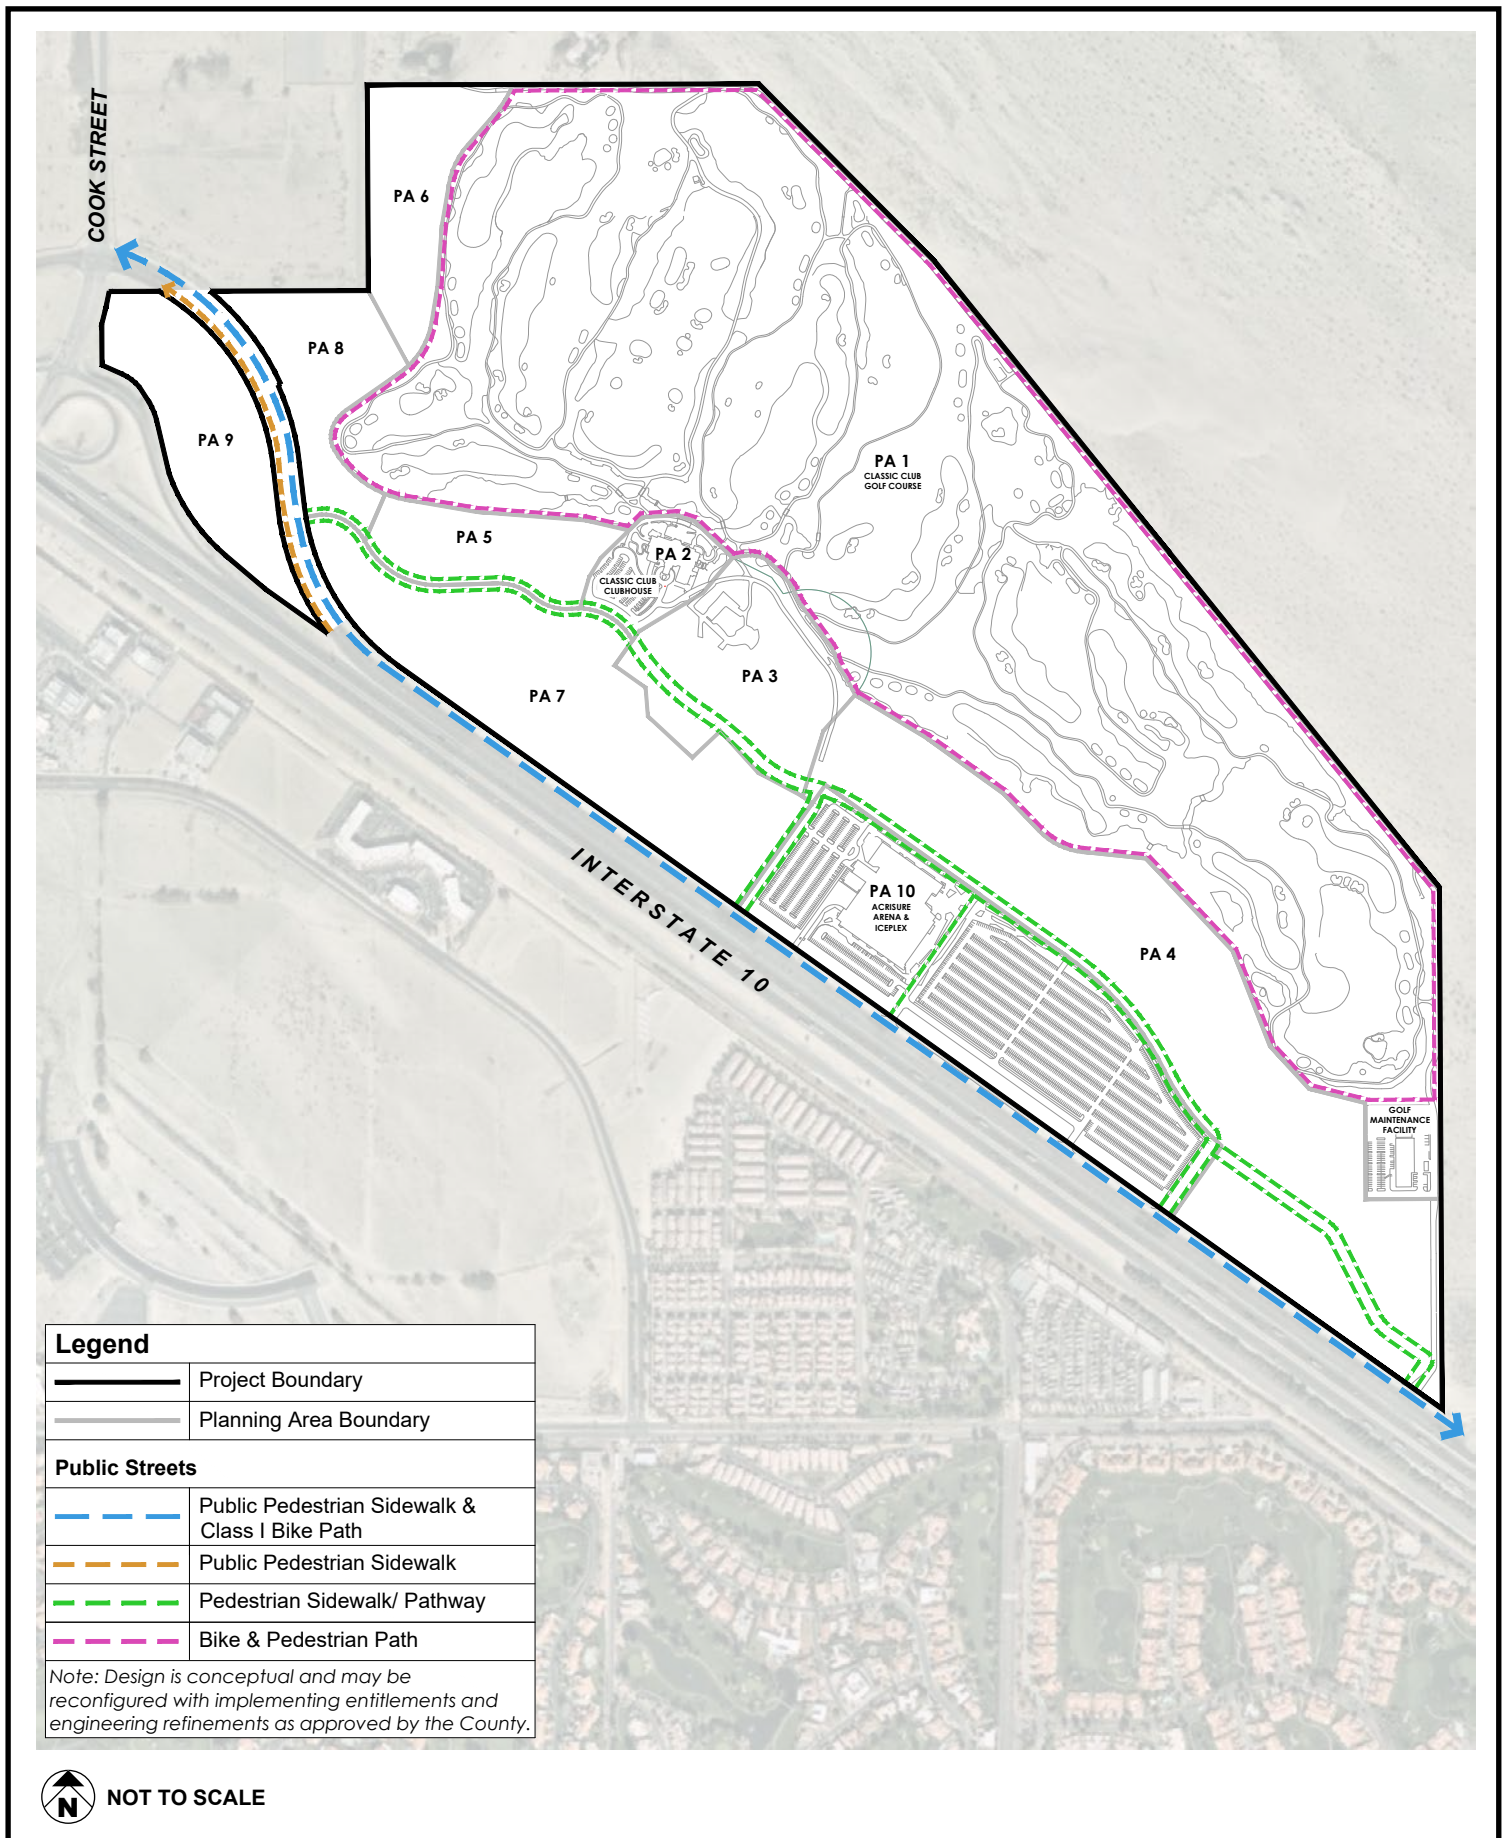 COOK STREET
PA 6
PA 8
PA 9
PA 1
CLASSIC CLUB
GOLF COURSE
PA 5
PA 2
CLASSIC CLUB
CLUBHOUSE
PA 3
PA 7
INTERSTATE 10
PA 10
ACRISURE
ARENA &
ICEPLEX
PA 4
GOLF
MAINTENANCE
FACILITY
Legend
Project Boundary
Planning Area Boundary
Public Streets
Public Pedestrian Sidewalk &
Class I Bike Path
Public Pedestrian Sidewalk
Pedestrian Sidewalk/ Pathway
Bike & Pedestrian Path
Note: Design is conceptual and may be
reconfigured with implementing entitlements and
engineering refinements as approved by the County.
N
NOT TO SCALE